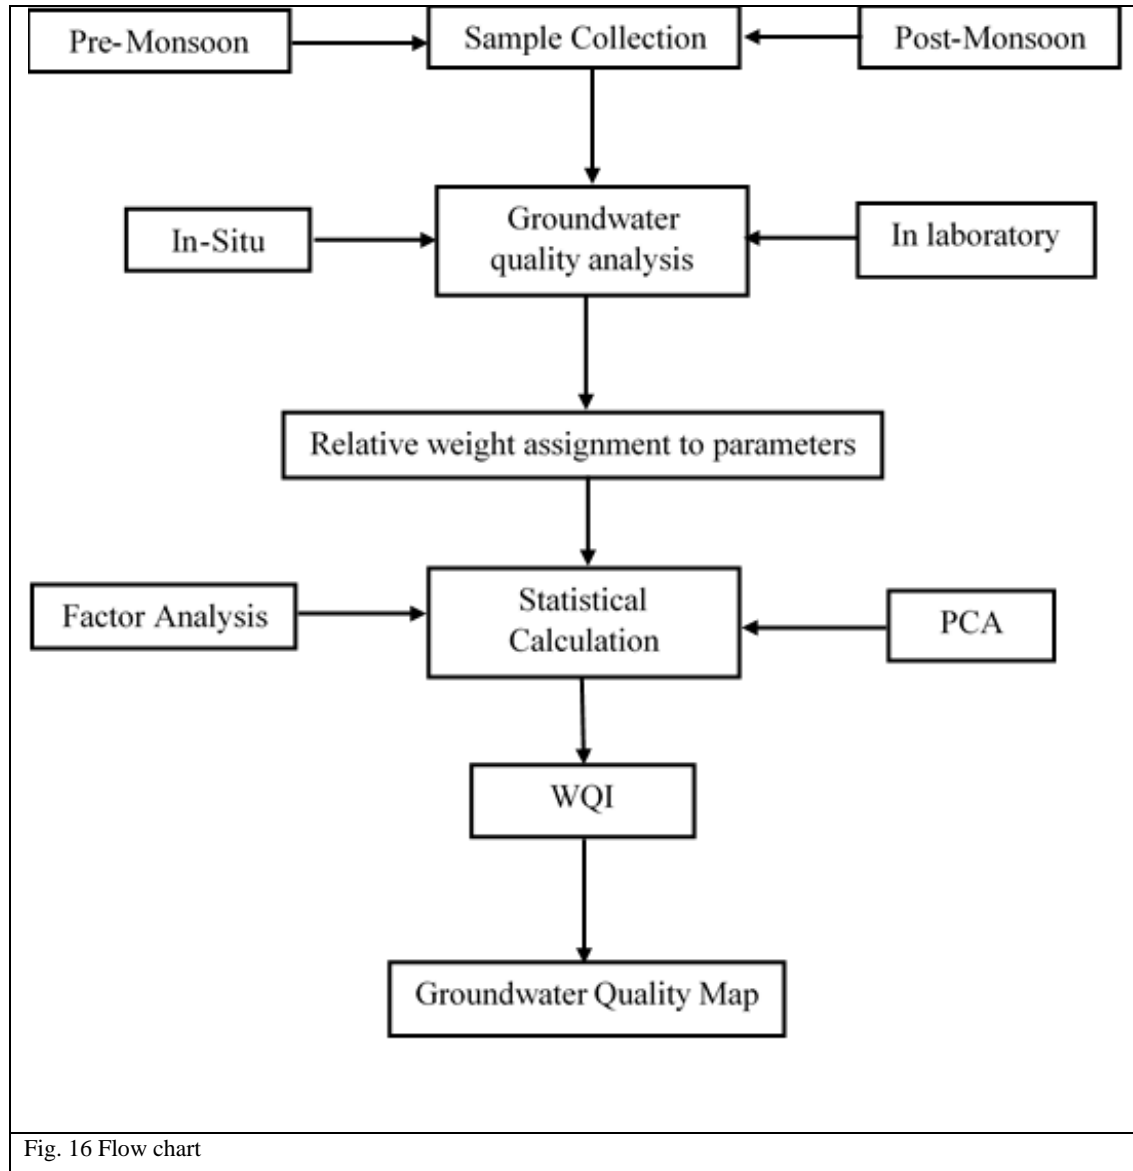 Pre-Monsoon
Sample Collection
Post-Monsoon
In-Situ
Groundwater
quality analysis
In laboratory
Relative weight assignment to parameters
Factor Analysis
Statistical
Calculation
PCA
WQI
Groundwater Quality Map
Fig. 16 Flow chart